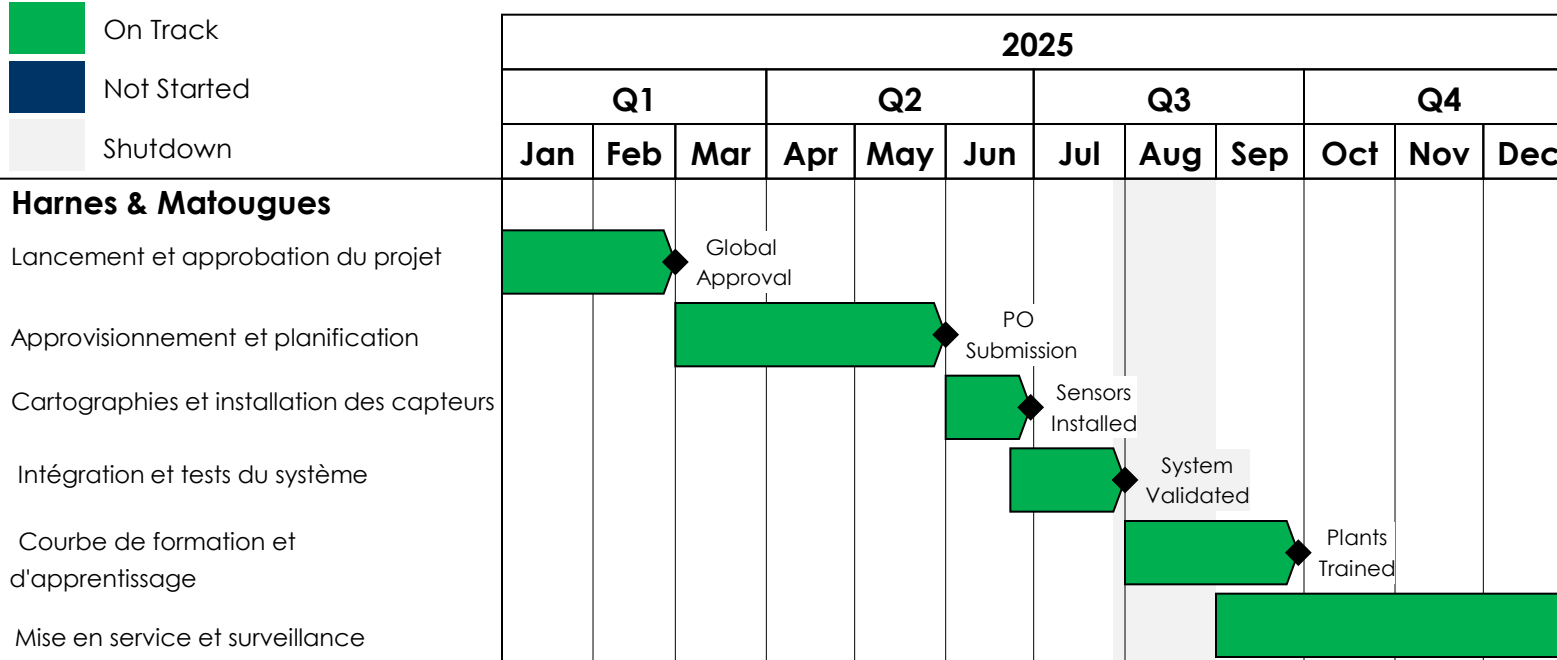 On Track
Not Started
Shutdown
2025
Q1 Q2 Q3 Q4
Jan Feb Mar Apr May Jun Jul Aug Sep Oct Nov Dec
Harnes & Matougues
Lancement et approbation du projet
Global
Approval
Approvisionnement et planification
PO
Submission
Cartographies et installation des capteurs
Sensors
Installed
Intégration et tests du système
System
Validated
Courbe de formation et
d'apprentissage
Plants
Trained
Mise en service et surveillance